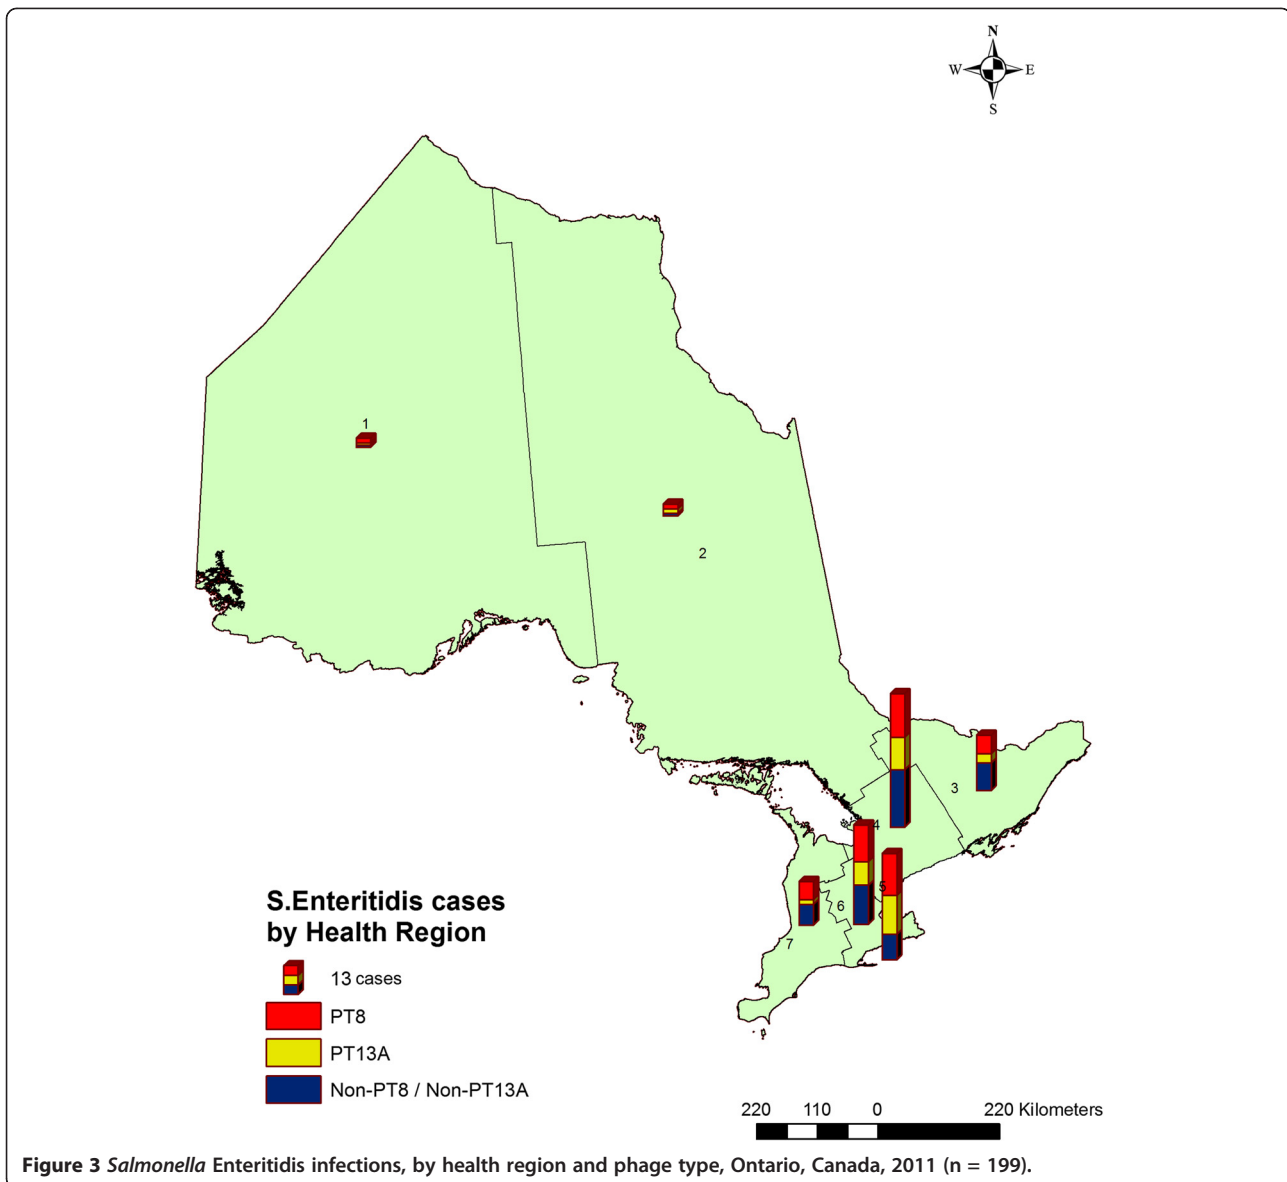 N
W E
S
1
2
3
4
5
6
7
S.Enteritidis cases
by Health Region
13 cases
PT8
PT13A
Non-PT8 / Non-PT13A
220 110 0 220 Kilometers
Figure 3 Salmonella Enteritidis infections, by health region and phage type, Ontario, Canada, 2011 (n = 199).